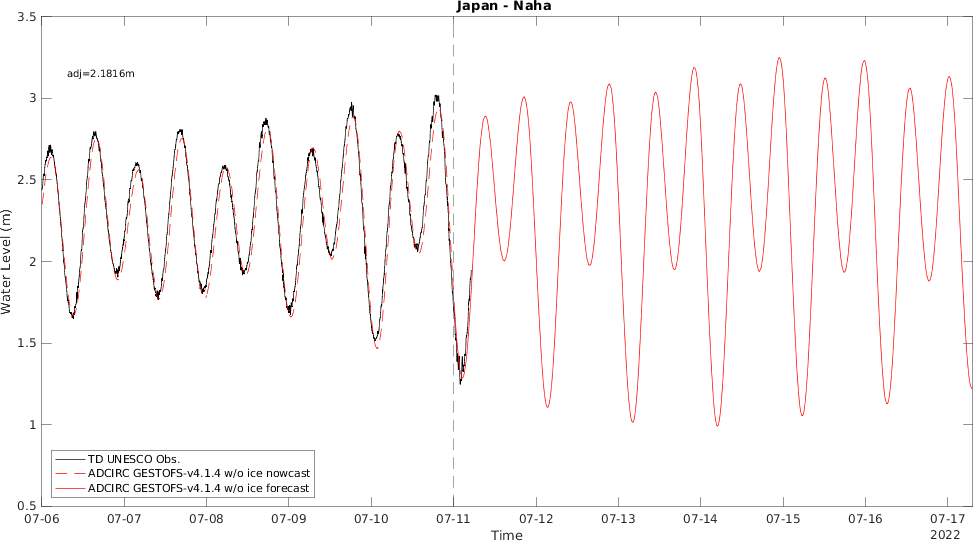 Japan - Naha
3.5
3
2.5
2
1.5
1
0.5
Water Level (m)
adj=2.1816m
TD UNESCO Obs.
ADCIRC GESTOFS-v4.1.4 w/o ice nowcast
ADCIRC GESTOFS-v4.1.4 w/o ice forecast
07-06 07-07 07-08 07-09 07-10 07-11 07-12 07-13 07-14 07-15 07-16 07-17
2022
Time